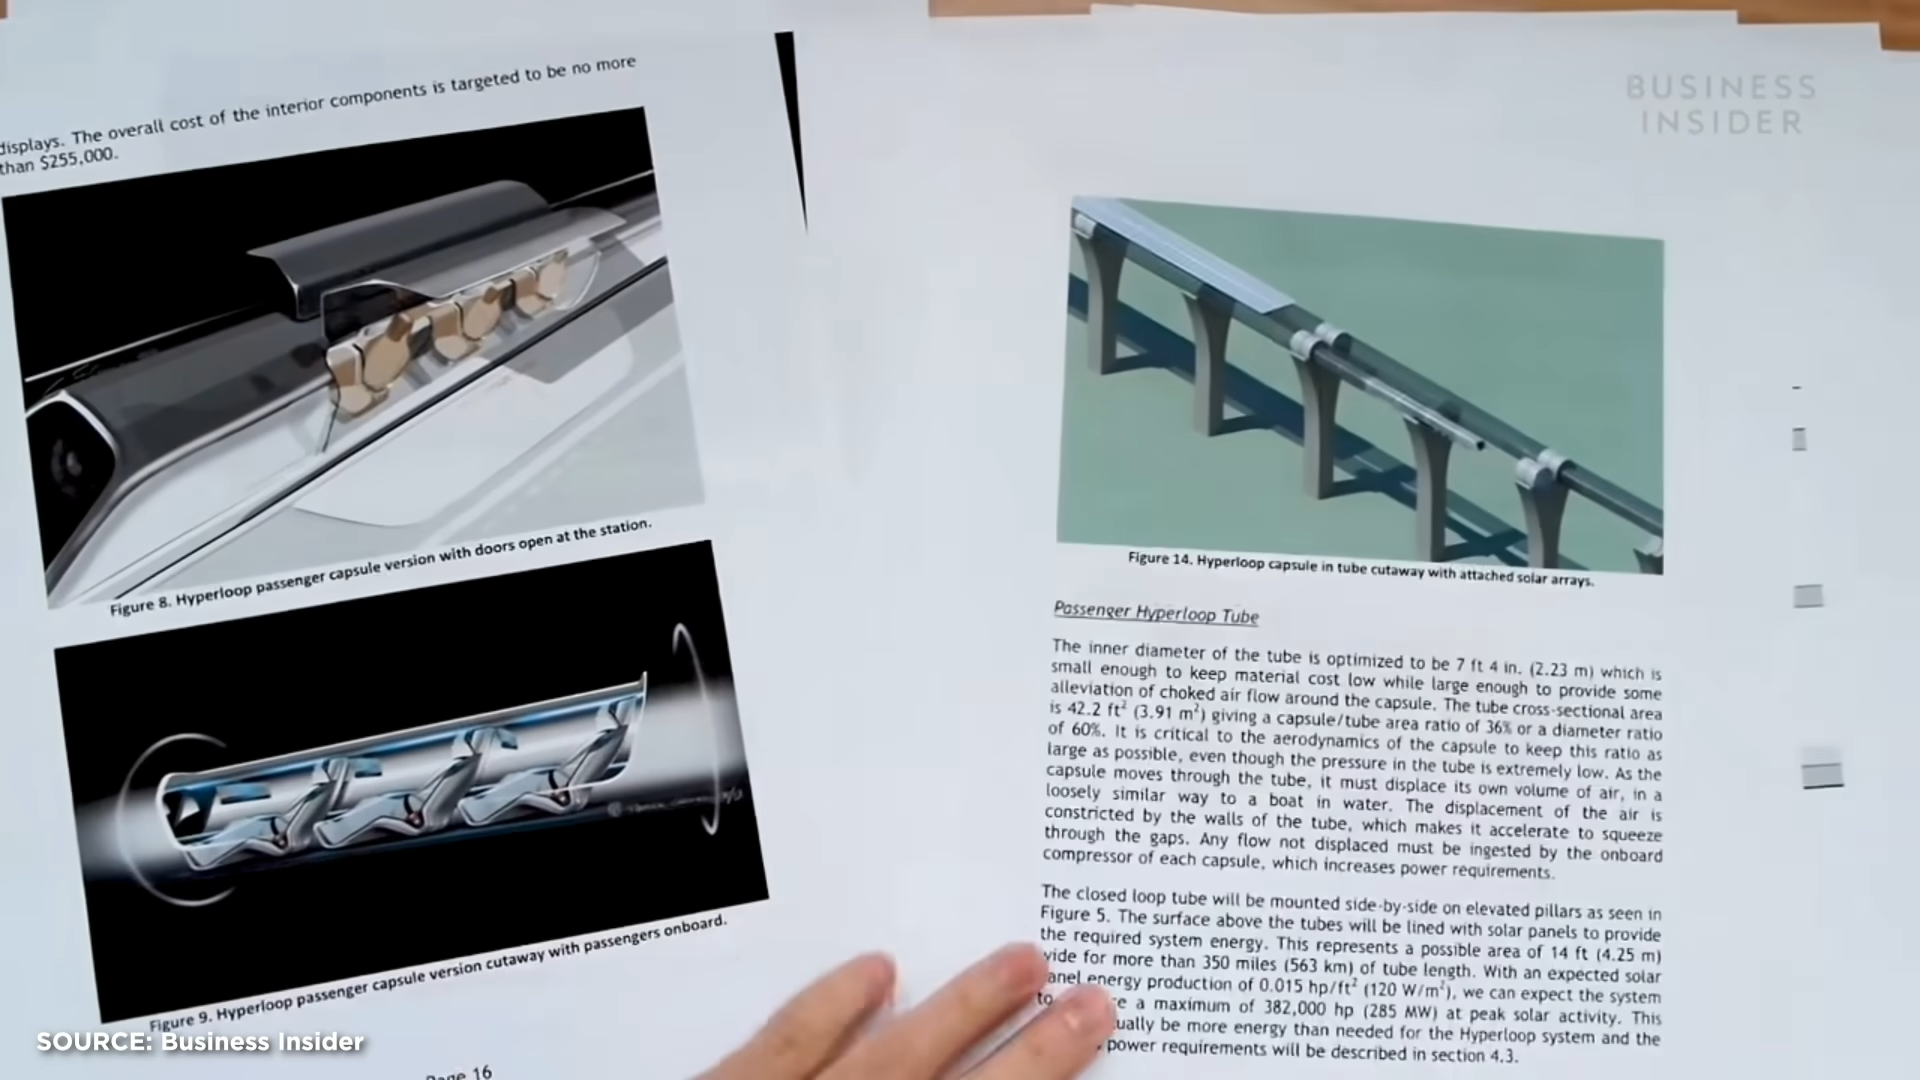 displays. The overall cost of the interior components is targeted to be no more
than $255,000.
Figure 8. Hyperloop passenger capsule version with doors open at the station.
Figure 9. Hyperloop passenger capsule version cutaway with passengers onboard.
16
BUSINESS
INSIDER
Figure 14. Hyperloop capsule in tube cutaway with attached solar arrays.
Passenger Hyperloop Tube
The inner diameter of the tube is optimized to be 7 ft 4 in. (2.23 m) which is
small enough to keep material cost low while large enough to provide some
alleviation of choked air flow around the capsule. The tube cross-sectional area
is 42.2 ft² (3.91 m²) giving a capsule/tube area ratio of 36% or a diameter ratio
of 60%. It is critical to the aerodynamics of the capsule to keep this ratio as
large as possible, even though the pressure in the tube is extremely low. As the
capsule moves through the tube, it must displace its own volume of air, in a
loosely similar way to a boat in water. The displacement of the air is
constricted by the walls of the tube, which makes it accelerate to squeeze
through the gaps. Any flow not displaced must be ingested by the onboard
compressor of each capsule, which increases power requirements.
The closed loop tube will be mounted side-by-side on elevated pillars as seen in
Figure 5. The surface above the tubes will be lined with solar panels to provide
the required system energy. This represents a possible area of 14 ft (4.25 m)
for more than 350 miles (563 km) of tube length. With an expected solar
energy production of 0.015 hp/ft² (120 W/m²), we can expect the system
to a maximum of 382,000 hp (285 MW) at peak solar activity. This
be more energy than needed for the Hyperloop system and the
power requirements will be described in section 4.3.
SOURCE: Business Insider